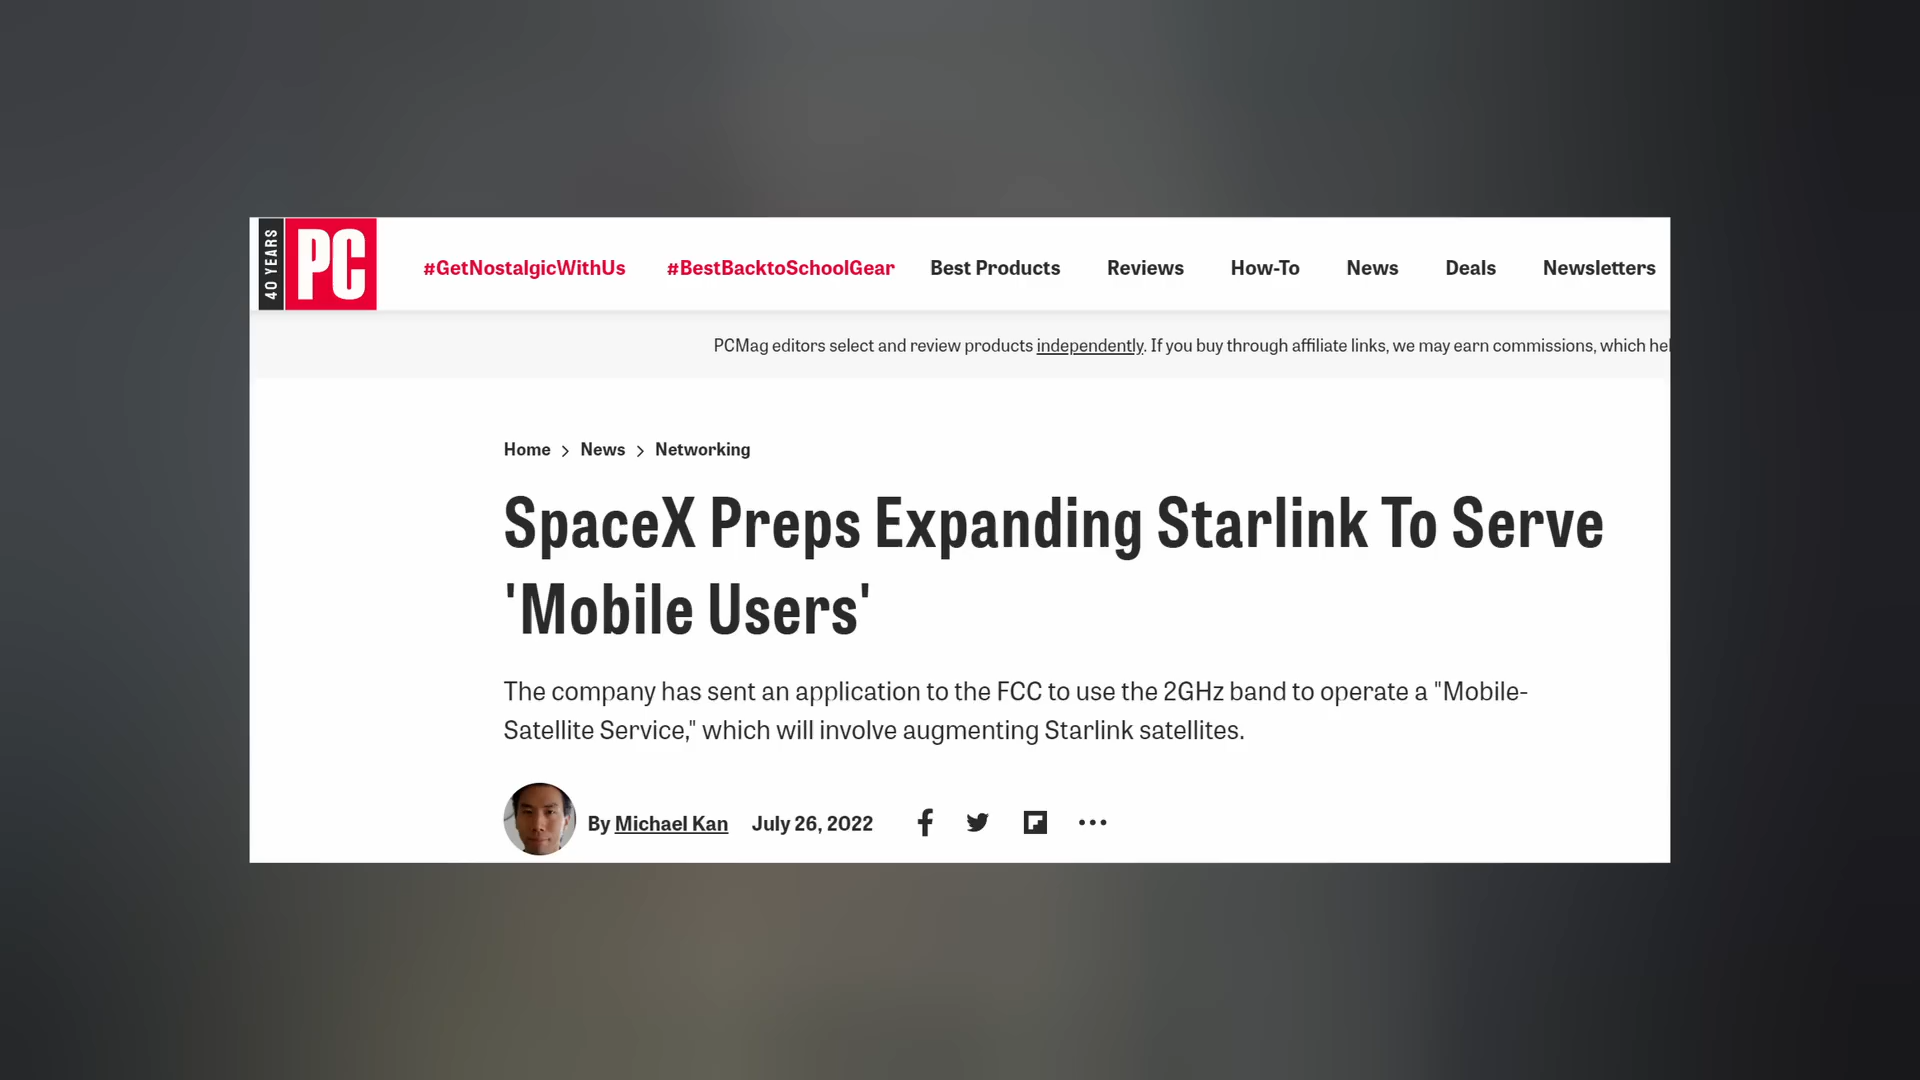 40 YEARS
PC
#GetNostalgicWithUs #BestBacktoSchoolGear Best Products Reviews How-To News Deals Newsletters
PCMag editors select and review products independently. If you buy through affiliate links, we may earn commissions, which hel
Home > News > Networking
SpaceX Preps Expanding Starlink To Serve
'Mobile Users'
The company has sent an application to the FCC to use the 2GHz band to operate a "Mobile-
Satellite Service," which will involve augmenting Starlink satellites.
By Michael Kan July 26, 2022